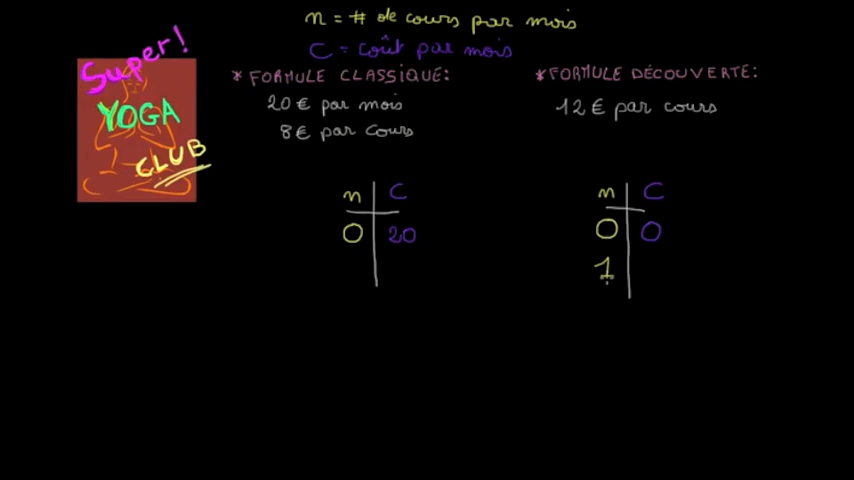 n = # de cours par mois
C = coût par mois
Super!
YOGA
CLUB
* FORMULE CLASSIQUE:
20 € par mois
8 € par cours
* FORMULE DÉCOUVERTE:
12 € par cours
n C
0 20
n C
0 0
1